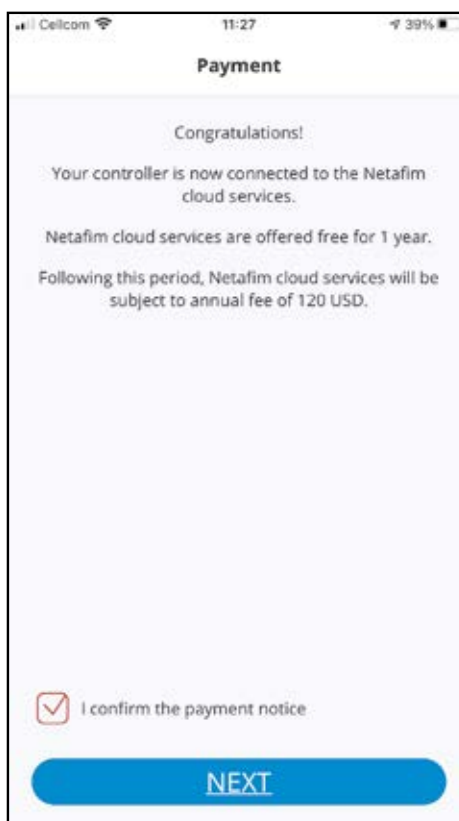 Cellcom 11:27 39%
Payment
Congratulations!
Your controller is now connected to the Netafim
cloud services.
Netafim cloud services are offered free for 1 year.
Following this period, Netafim cloud services will be
subject to annual fee of 120 USD.
I confirm the payment notice
NEXT